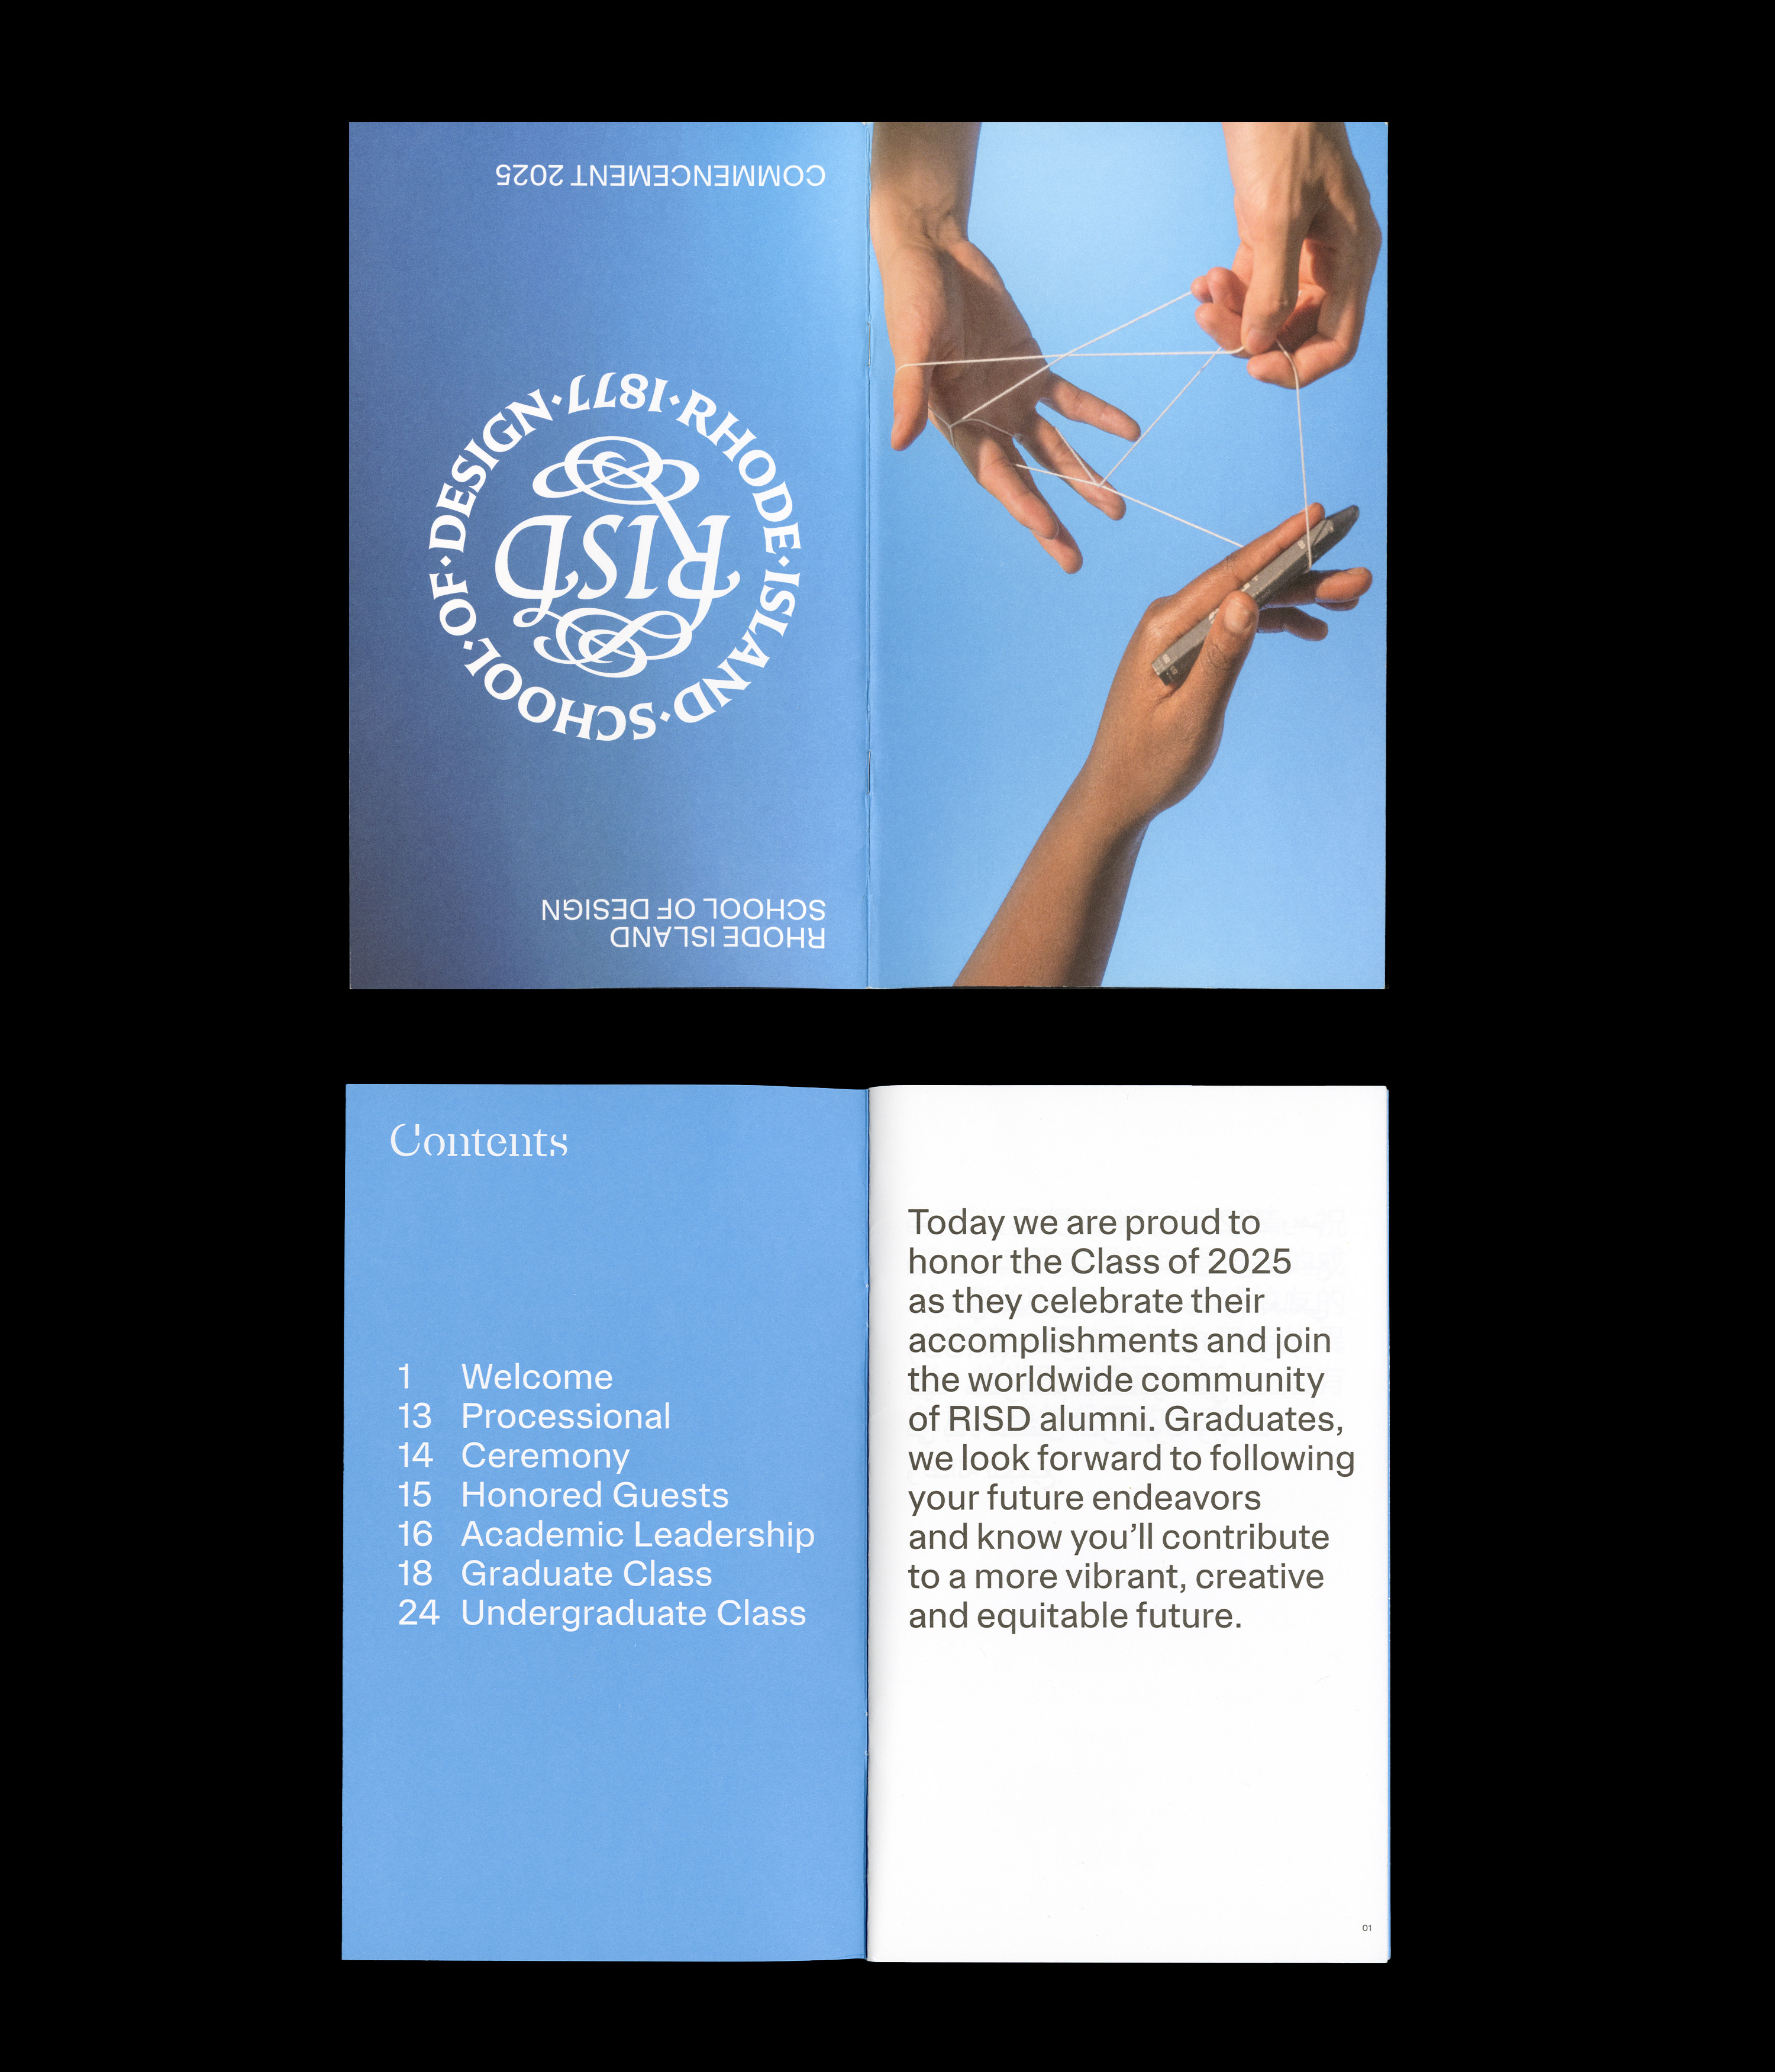 COMMENCEMENT 2025
RHODE·ISLAND·SCHOOL·OF·DESIGN·1877·
RISD
RHODE ISLAND
SCHOOL OF DESIGN
Contents
1 Welcome
13 Processional
14 Ceremony
15 Honored Guests
16 Academic Leadership
18 Graduate Class
24 Undergraduate Class
Today we are proud to
honor the Class of 2025
as they celebrate their
accomplishments and join
the worldwide community
of RISD alumni. Graduates,
we look forward to following
your future endeavors
and know you’ll contribute
to a more vibrant, creative
and equitable future.
01